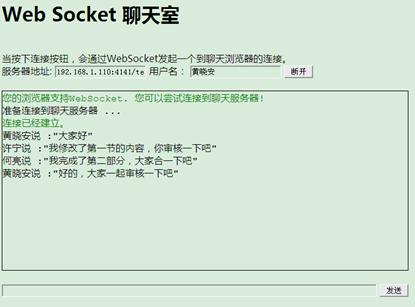 Web Socket 聊天室
当按下连接按钮，会通过WebSocket发起一个到聊天浏览器的连接。
服务器地址: 192.168.1.110:4141/te 用户名： 黄晓安 断开
您的浏览器支持WebSocket. 您可以尝试连接到聊天服务器!
准备连接到聊天服务器 ...
连接已经建立。
黄晓安说 :"大家好"
许宁说 :"我修改了第一节的内容，你审核一下吧"
何亮说 :"我完成了第二部分，大家合一下吧"
黄晓安说 :"好的，大家一起审核一下吧"
发送